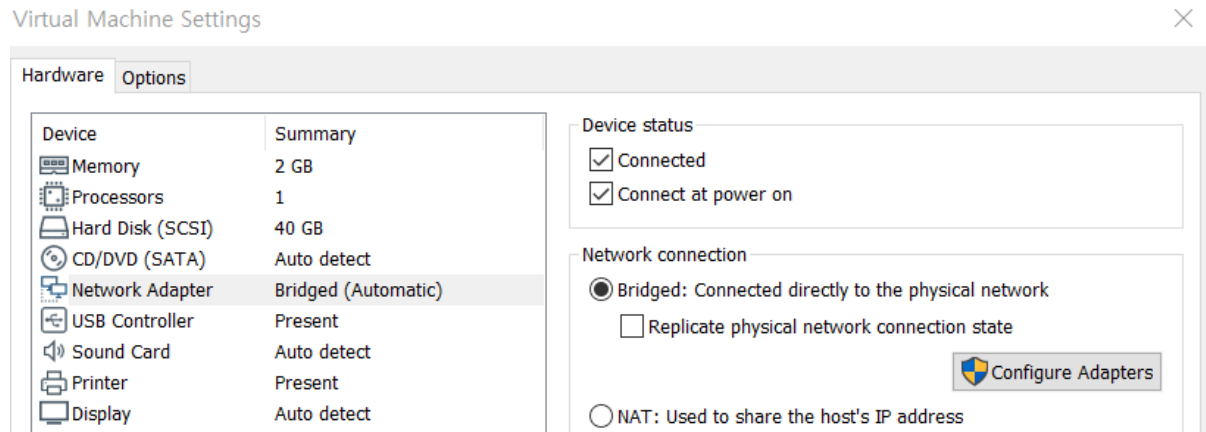 Virtual Machine Settings
Hardware Options
Device Summary
Memory 2 GB
Processors 1
Hard Disk (SCSI) 40 GB
CD/DVD (SATA) Auto detect
Network Adapter Bridged (Automatic)
USB Controller Present
Sound Card Auto detect
Printer Present
Display Auto detect
Device status
Connected
Connect at power on
Network connection
Bridged: Connected directly to the physical network
Replicate physical network connection state
Configure Adapters
NAT: Used to share the host's IP address